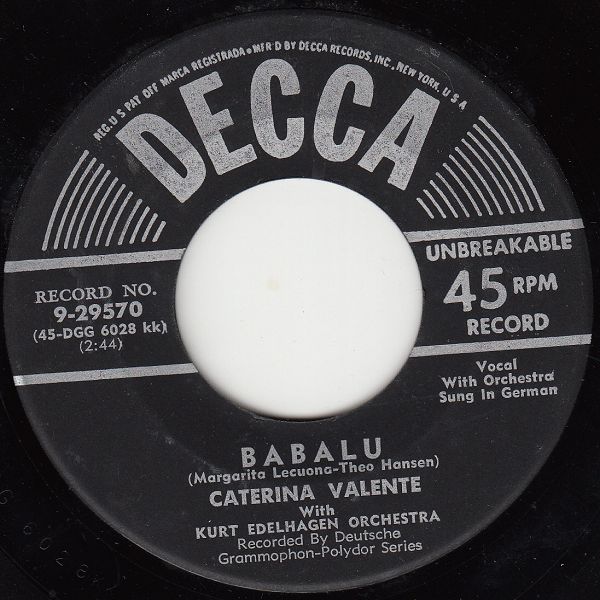 REG. U S PAT OFF MARCA REGISTRADA • MF'R'D BY DECCA RECORDS, INC., NEW YORK, U S A
DECCA
RECORD NO.
9-29570
(45-DGG 6028 kk)
(2:44)
UNBREAKABLE
45 RPM
RECORD
Vocal
With Orchestra
Sung In German
BABALU
(Margarita Lecuona-Theo Hansen)
CATERINA VALENTE
With
KURT EDELHAGEN ORCHESTRA
Recorded By Deutsche
Grammophon-Polydor Series